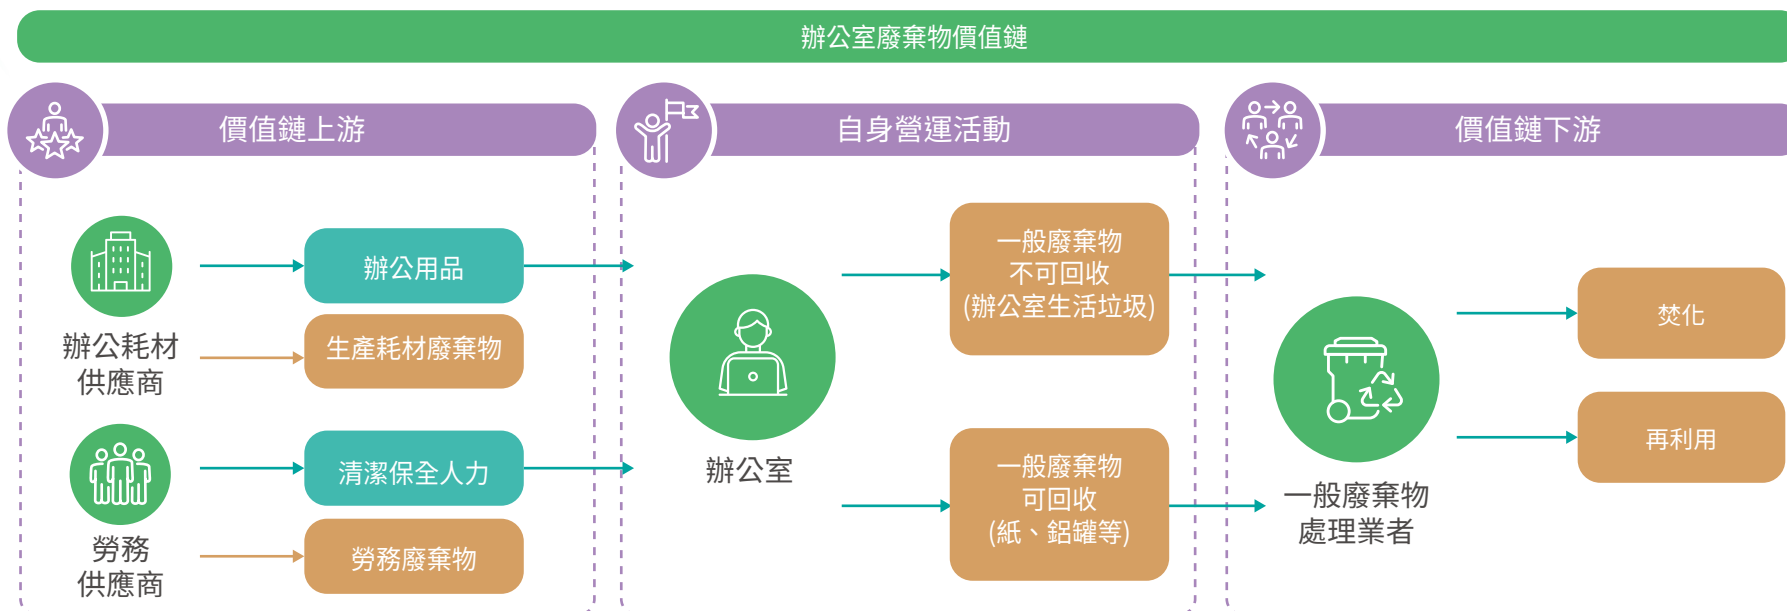 辦公室廢棄物價值鏈
價值鏈上游
自身營運活動
價值鏈下游
辦公耗材
供應商
辦公用品
生產耗材廢棄物
勞務
供應商
清潔保全人力
勞務廢棄物
辦公室
一般廢棄物
不可回收
(辦公室生活垃圾)
一般廢棄物
可回收
(紙、鋁罐等)
一般廢棄物
處理業者
焚化
再利用